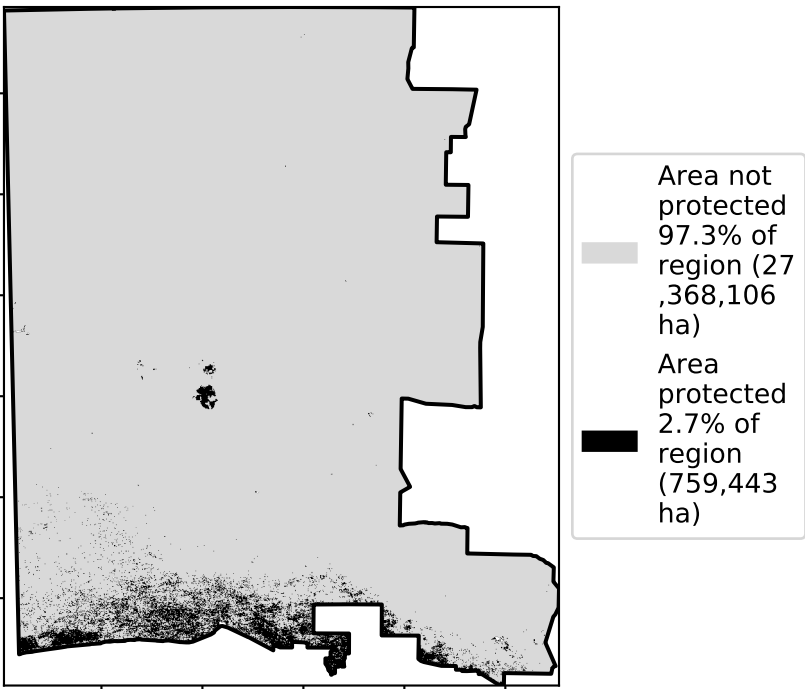 Area not
protected
97.3% of
region (27
,368,106
ha)
Area
protected
2.7% of
region
(759,443
ha)